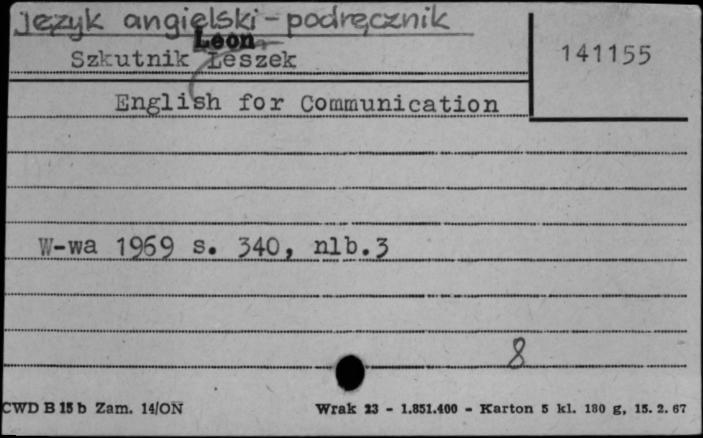 język angielski - podręcznik
Leon
Szkutnik Leszek
141155
English for Communication
W-wa 1969 s. 340, nlb.3
8
CWD B 15 b Zam. 14/ON
Wrak 23 - 1.851.400 - Karton 5 kl. 180 g, 15. 2. 67